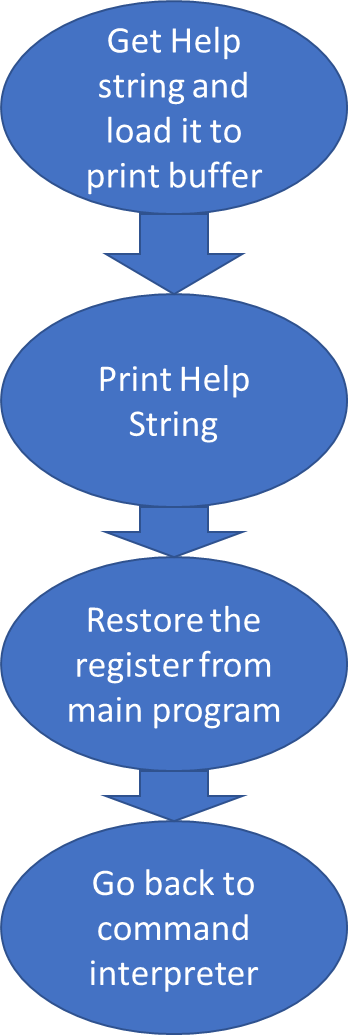 Get Help
string and
load it to
print buffer
Print Help
String
Restore the
register from
main program
Go back to
command
interpreter